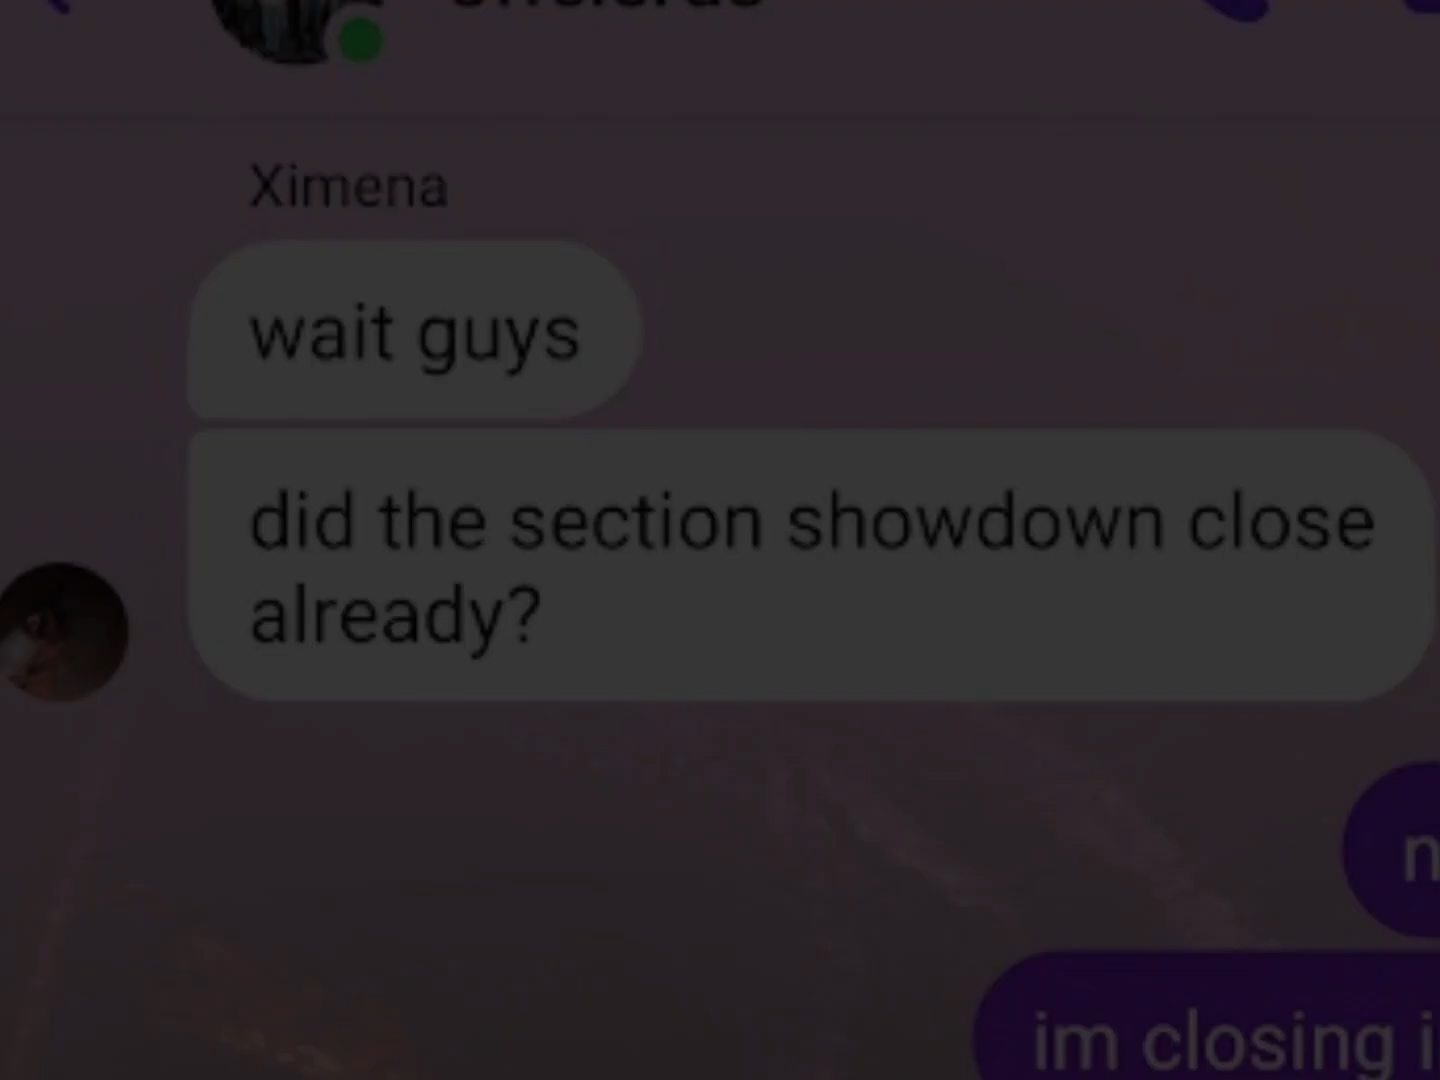 Ximena
wait guys
did the section showdown close
already?
im closing